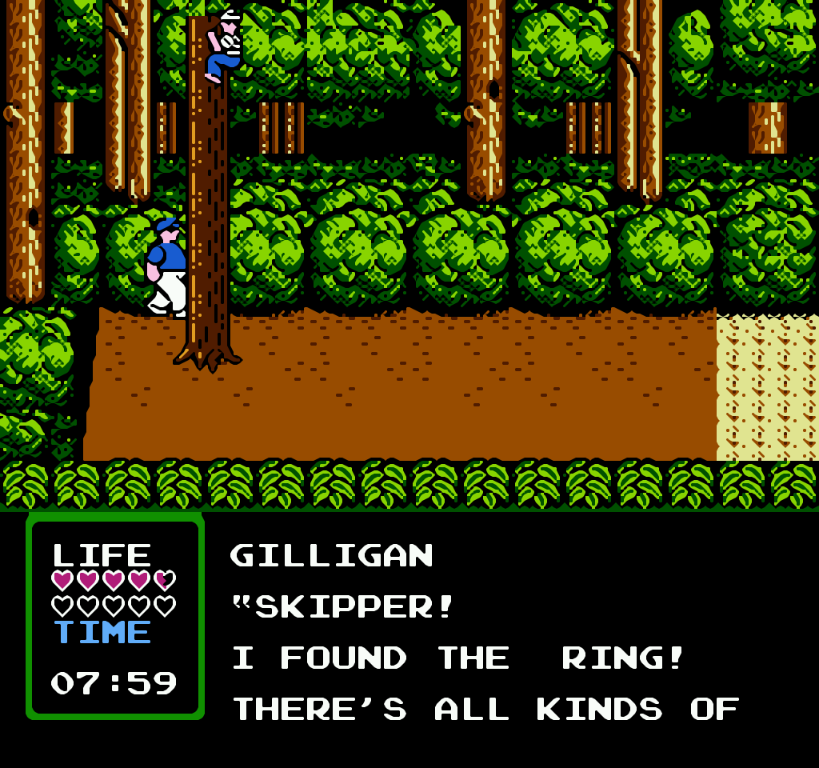 LIFE
TIME
07:59
GILLIGAN
"SKIPPER!
I FOUND THE RING!
THERE'S ALL KINDS OF